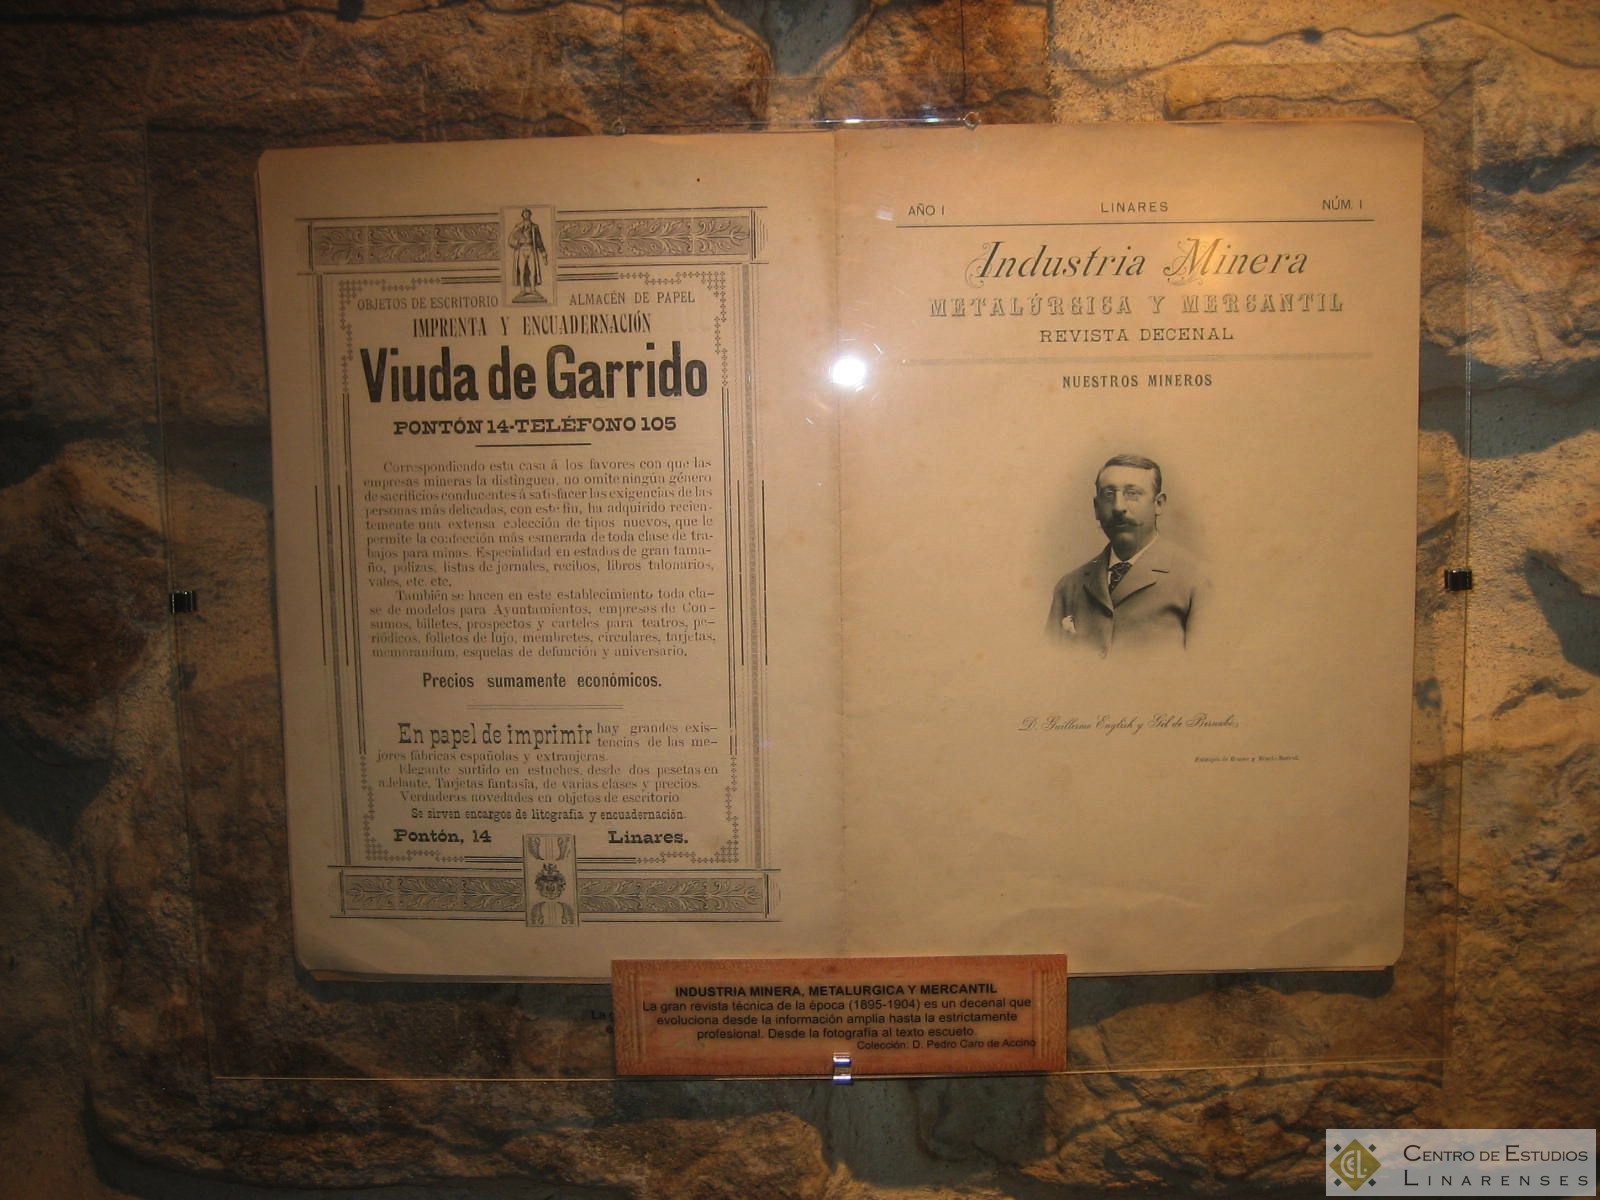 OBJETOS DE ESCRITORIO ALMACÉN DE PAPEL
IMPRENTA Y ENCUADERNACIÓN
Viuda de Garrido
PONTÓN 14-TELÉFONO 105
Correspondiendo esta casa á los favores con que las
empresas mineras la distinguen, no omite ningún género
de sacrificios conducentes á satisfacer las exigencias de las
personas más delicadas, con este fin, ha adquirido recien-
temente una extensa colección de tipos nuevos, que le
permite la confección más esmerada de toda clase de tra-
bajos para minas. Especialidad en estados de gran tama-
ño, polizas, listas de jornales, recibos, libros talonarios,
vales, etc. etc.
También se hacen en este establecimiento toda cla-
se de modelos para Ayuntamientos, empresas de Con-
sumos, billetes, prospectos y carteles para teatros, pe-
riódicos, folletos de lujo, membretes, circulares, tarjetas,
memorandum, esquelas de defunción y aniversario.
Precios sumamente económicos.
En papel de imprimir hay grandes exis-
tencias de las me-
jores fábricas españolas y extranjeras.
Elegante surtido en estuches, desde dos pesetas en
adelante. Tarjetas fantasía, de varias clases y precios.
Verdaderas novedades en objetos de escritorio
Se sirven encargos de litografía y encuadernación.
Pontón, 14 Linares.
AÑO I LINARES NÚM. I
Industria Minera
METALÚRGICA Y MERCANTIL
REVISTA DECENAL
NUESTROS MINEROS
D. Guillermo English y Gil de Bernabé,
INDUSTRIA MINERA, METALURGICA Y MERCANTIL
La gran revista técnica de la época (1895-1904) es un decenal que
evoluciona desde la información amplia hasta la estrictamente
profesional. Desde la fotografía al texto escueto.
Colección: D. Pedro Caro de Accino
CENTRO DE ESTUDIOS
LINARENSES